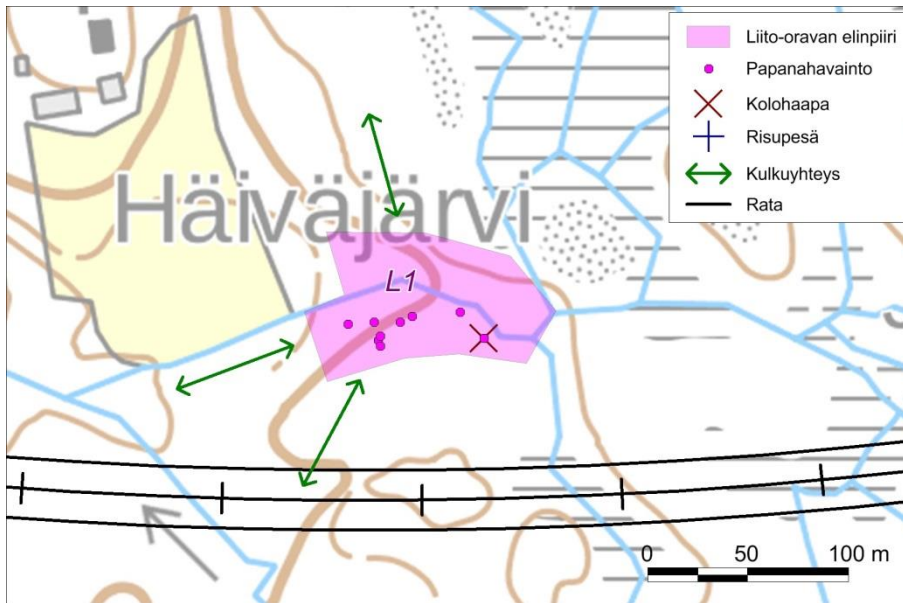 Liito-oravan elinpiiri
Papanahavainto
Kolohaapa
Risupesä
Kulkuyhteys
Rata
Häiväjärvi
L1
0 50 100 m